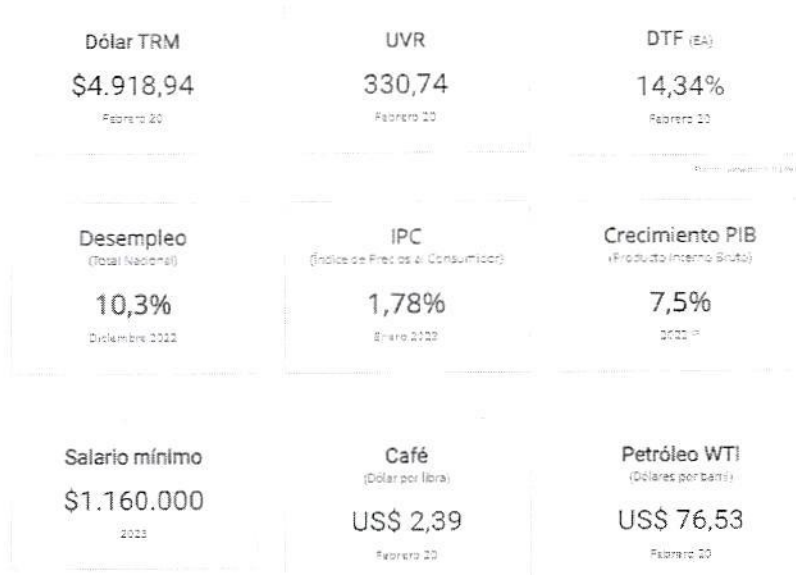 Dólar TRM
$4.918,94
Febrero 20
UVR
330,74
Febrero 20
DTF (EA)
14,34%
Febrero 20
Desempleo
(Total Nacional)
10,3%
Diciembre 2022
IPC
(Índice de Precios al Consumidor)
1,78%
Enero
Crecimiento PIB
(Producto Interno Bruto)
7,5%
2022
Salario mínimo
$1.160.000
2023
Café
(Dólar por libra)
US$ 2,39
Febrero 20
Petróleo WTI
(Dólares por barril)
US$ 76,53
Febrero 20